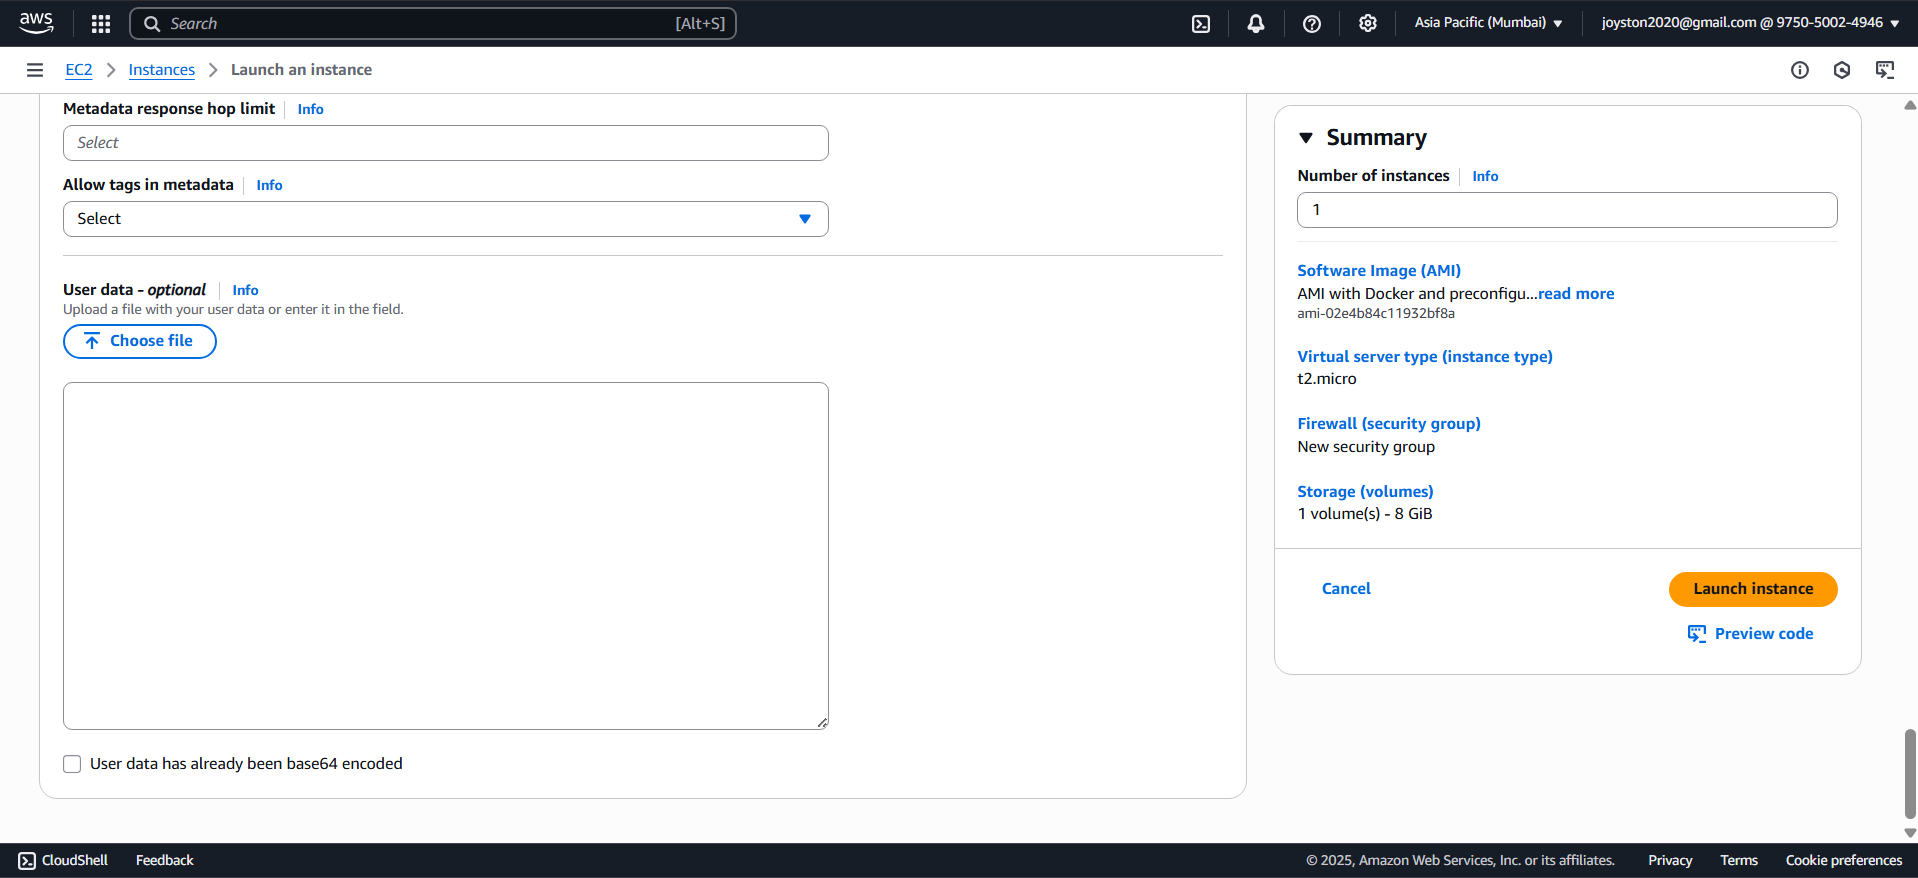 aws
Search [Alt+S]
Asia Pacific (Mumbai)
joyston2020@gmail.com @ 9750-5002-4946
EC2
Instances
Launch an instance
Metadata response hop limit
Info
Select
Allow tags in metadata
Info
Select
User data - optional
Info
Upload a file with your user data or enter it in the field.
Choose file
User data has already been base64 encoded
Summary
Number of instances
Info
1
Software Image (AMI)
AMI with Docker and preconfigu...read more
ami-02e4b84c11932bf8a
Virtual server type (instance type)
t2.micro
Firewall (security group)
New security group
Storage (volumes)
1 volume(s) - 8 GiB
Cancel
Launch instance
Preview code
CloudShell
Feedback
© 2025, Amazon Web Services, Inc. or its affiliates.
Privacy
Terms
Cookie preferences